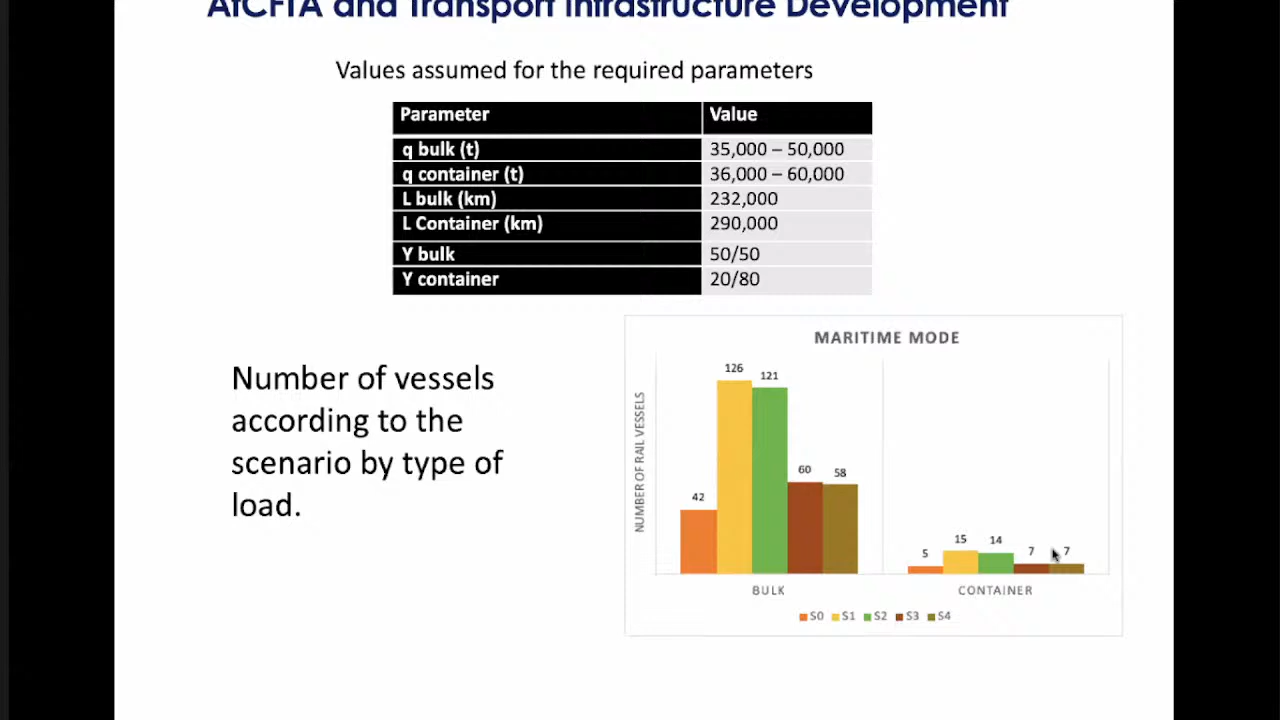 AfCFTA and Transport Infrastructure Development
Values assumed for the required parameters
Parameter Value
q bulk (t) 35,000 – 50,000
q container (t) 36,000 – 60,000
L bulk (km) 232,000
L Container (km) 290,000
Y bulk 50/50
Y container 20/80
Number of vessels
according to the
scenario by type of
load.
MARITIME MODE
NUMBER OF RAIL VESSELS
42 126 121 60 58
5 15 14 7 7
BULK CONTAINER
S0 S1 S2 S3 S4